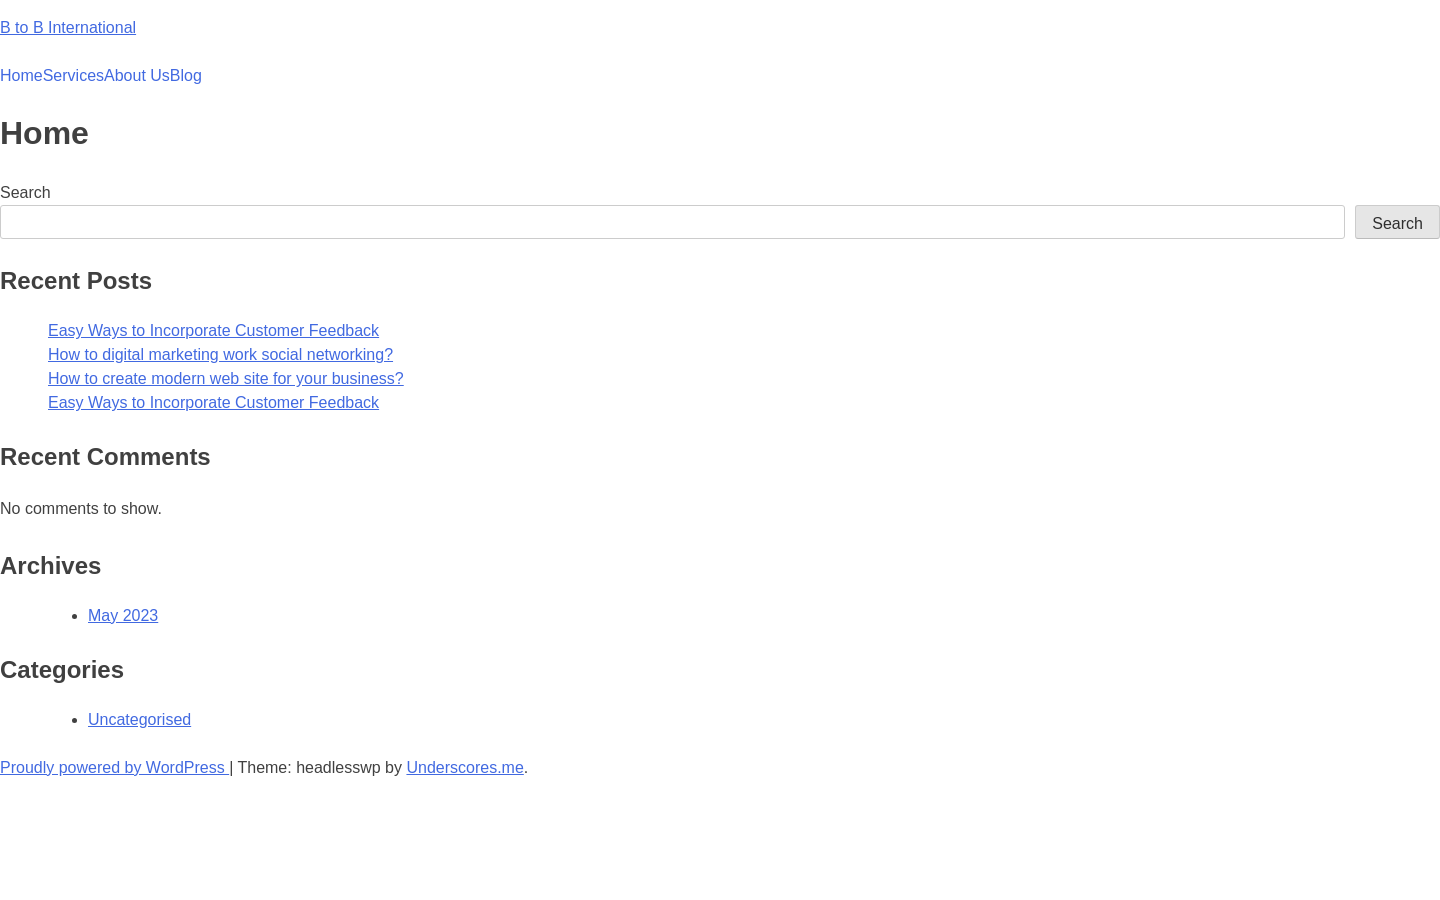 B to B International
HomeServicesAbout UsBlog
Home
Search
Search
Recent Posts
Easy Ways to Incorporate Customer Feedback
How to digital marketing work social networking?
How to create modern web site for your business?
Easy Ways to Incorporate Customer Feedback
Recent Comments
No comments to show.
Archives
May 2023
Categories
Uncategorised
Proudly powered by WordPress | Theme: headlesswp by Underscores.me.